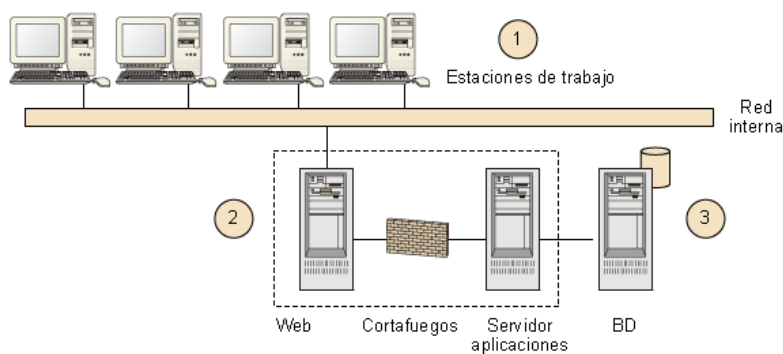 1
Estaciones de trabajo
Red
interna
2
3
Web
Cortafuegos
Servidor
aplicaciones
BD